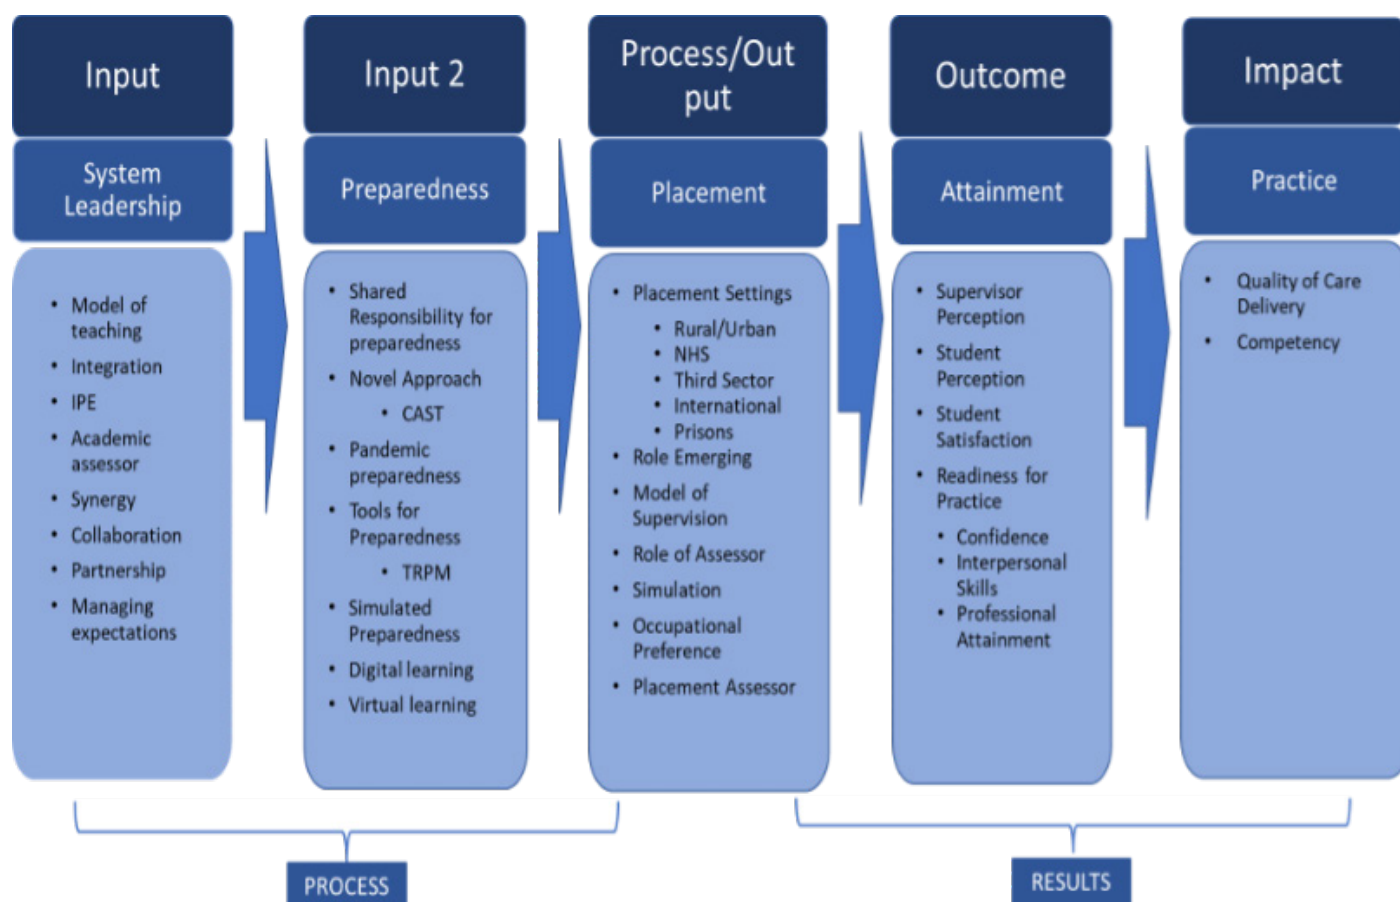 Input
System
Leadership
• Model of
teaching
• Integration
• IPE
• Academic
assessor
• Synergy
• Collaboration
• Partnership
• Managing
expectations
Input 2
Preparedness
• Shared
Responsibility for
preparedness
• Novel Approach
• CAST
• Pandemic
preparedness
• Tools for
Preparedness
• TRPM
• Simulated
Preparedness
• Digital learning
• Virtual learning
Process/Out
put
Placement
• Placement Settings
• Rural/Urban
• NHS
• Third Sector
• International
• Prisons
• Role Emerging
• Model of
Supervision
• Role of Assessor
• Simulation
• Occupational
Preference
• Placement Assessor
Outcome
Attainment
• Supervisor
Perception
• Student
Perception
• Student
Satisfaction
• Readiness for
Practice
• Confidence
• Interpersonal
Skills
• Professional
Attainment
Impact
Practice
• Quality of Care
Delivery
• Competency
PROCESS
RESULTS